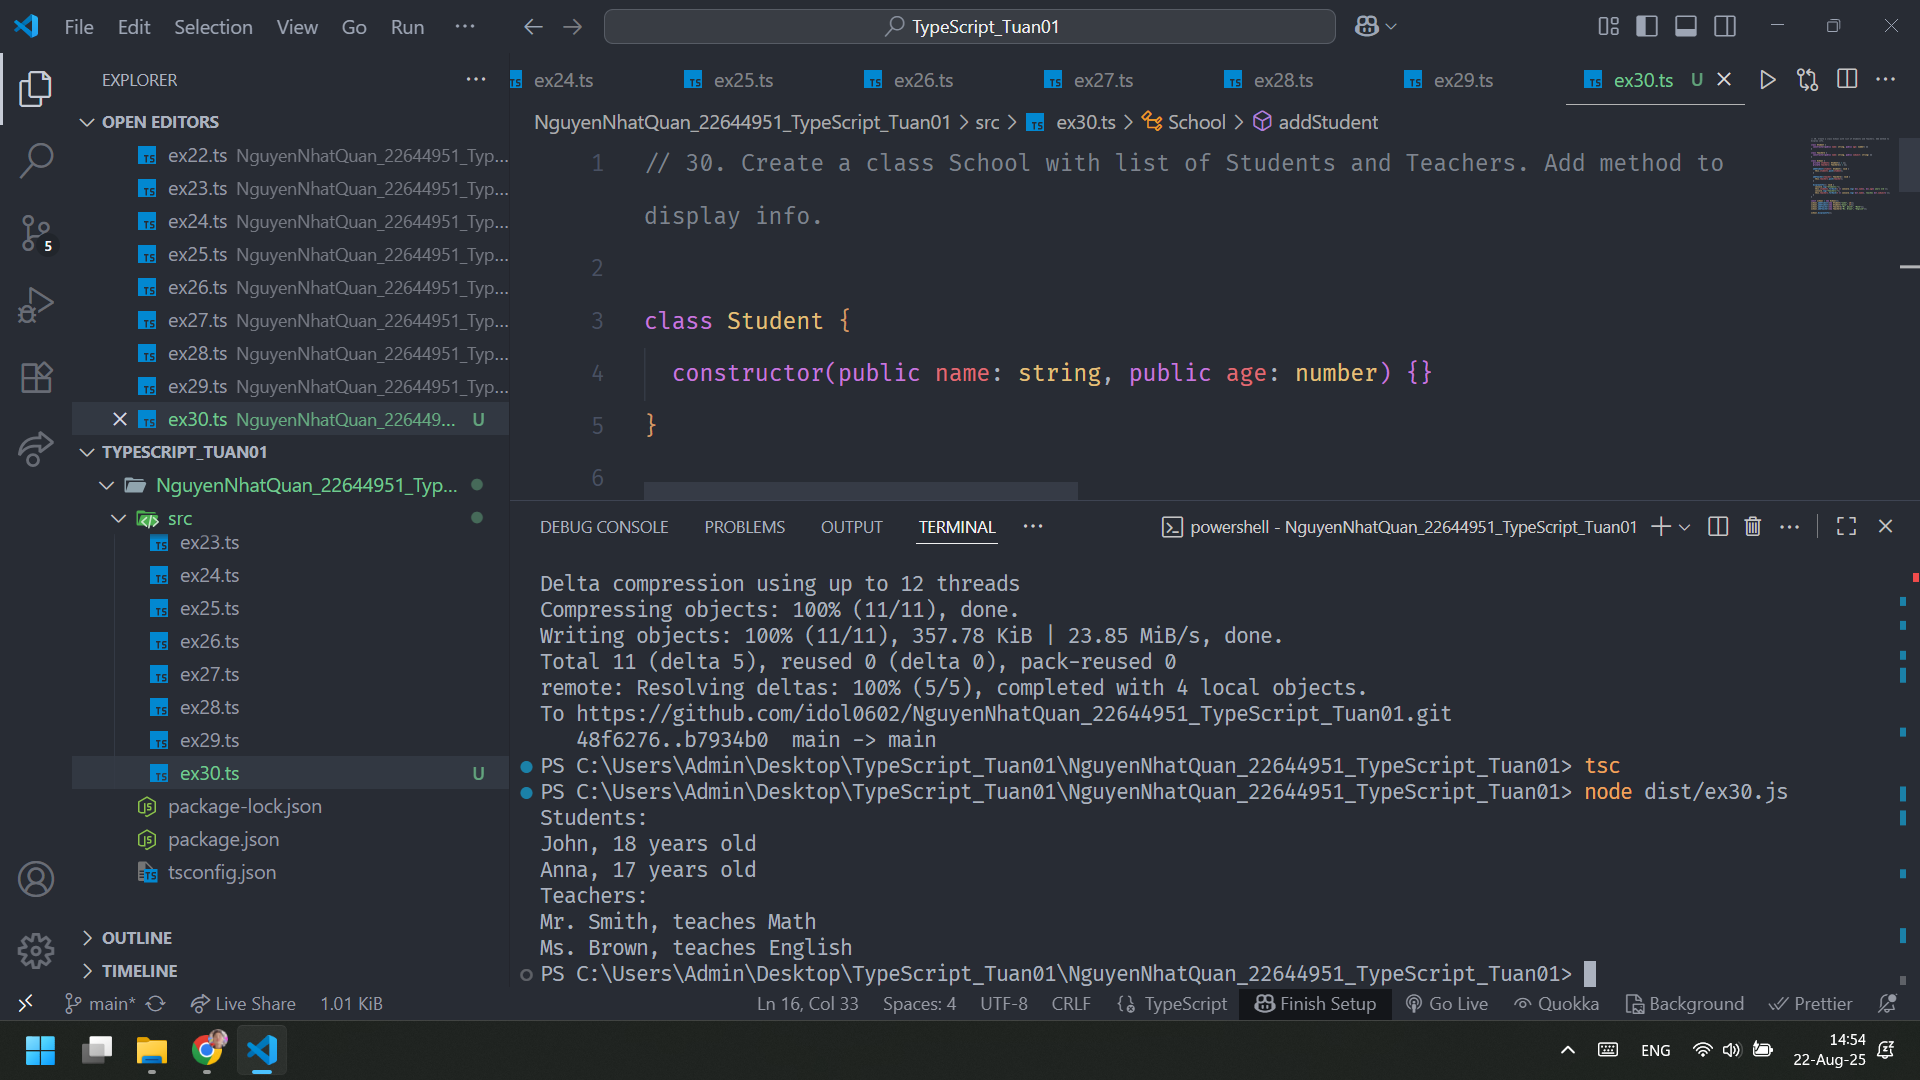 File Edit Selection View Go Run ···
TypeScript_Tuan01
EXPLORER ···
ex24.ts ex25.ts ex26.ts ex27.ts ex28.ts ex29.ts ex30.ts U
NguyenNhatQuan_22644951_TypeScript_Tuan01 > src > TS ex30.ts > School > addStudent
OPEN EDITORS
ex22.ts NguyenNhatQuan_22644951_Typ...
ex23.ts NguyenNhatQuan_22644951_Typ...
ex24.ts NguyenNhatQuan_22644951_Typ...
ex25.ts NguyenNhatQuan_22644951_Typ...
ex26.ts NguyenNhatQuan_22644951_Typ...
ex27.ts NguyenNhatQuan_22644951_Typ...
ex28.ts NguyenNhatQuan_22644951_Typ...
ex29.ts NguyenNhatQuan_22644951_Typ...
ex30.ts NguyenNhatQuan_226449... U
TYPESCRIPT_TUAN01
NguyenNhatQuan_22644951_Typ...
src
ex23.ts
ex24.ts
ex25.ts
ex26.ts
ex27.ts
ex28.ts
ex29.ts
ex30.ts U
package-lock.json
package.json
tsconfig.json
OUTLINE
TIMELINE
1 // 30. Create a class School with list of Students and Teachers. Add method to
display info.
2
3 class Student {
4 constructor(public name: string, public age: number) {}
5 }
6
DEBUG CONSOLE PROBLEMS OUTPUT TERMINAL ··· powershell - NguyenNhatQuan_22644951_TypeScript_Tuan01
Delta compression using up to 12 threads
Compressing objects: 100% (11/11), done.
Writing objects: 100% (11/11), 357.78 KiB | 23.85 MiB/s, done.
Total 11 (delta 5), reused 0 (delta 0), pack-reused 0
remote: Resolving deltas: 100% (5/5), completed with 4 local objects.
To https://github.com/idol0602/NguyenNhatQuan_22644951_TypeScript_Tuan01.git
48f6276..b7934b0 main -> main
PS C:\Users\Admin\Desktop\TypeScript_Tuan01\NguyenNhatQuan_22644951_TypeScript_Tuan01> tsc
PS C:\Users\Admin\Desktop\TypeScript_Tuan01\NguyenNhatQuan_22644951_TypeScript_Tuan01> node dist/ex30.js
Students:
John, 18 years old
Anna, 17 years old
Teachers:
Mr. Smith, teaches Math
Ms. Brown, teaches English
PS C:\Users\Admin\Desktop\TypeScript_Tuan01\NguyenNhatQuan_22644951_TypeScript_Tuan01>
5
main* Live Share 1.01 KiB Ln 16, Col 33 Spaces: 4 UTF-8 CRLF {} TypeScript Finish Setup Go Live Quokka Background Prettier
ENG 14:54
22-Aug-25